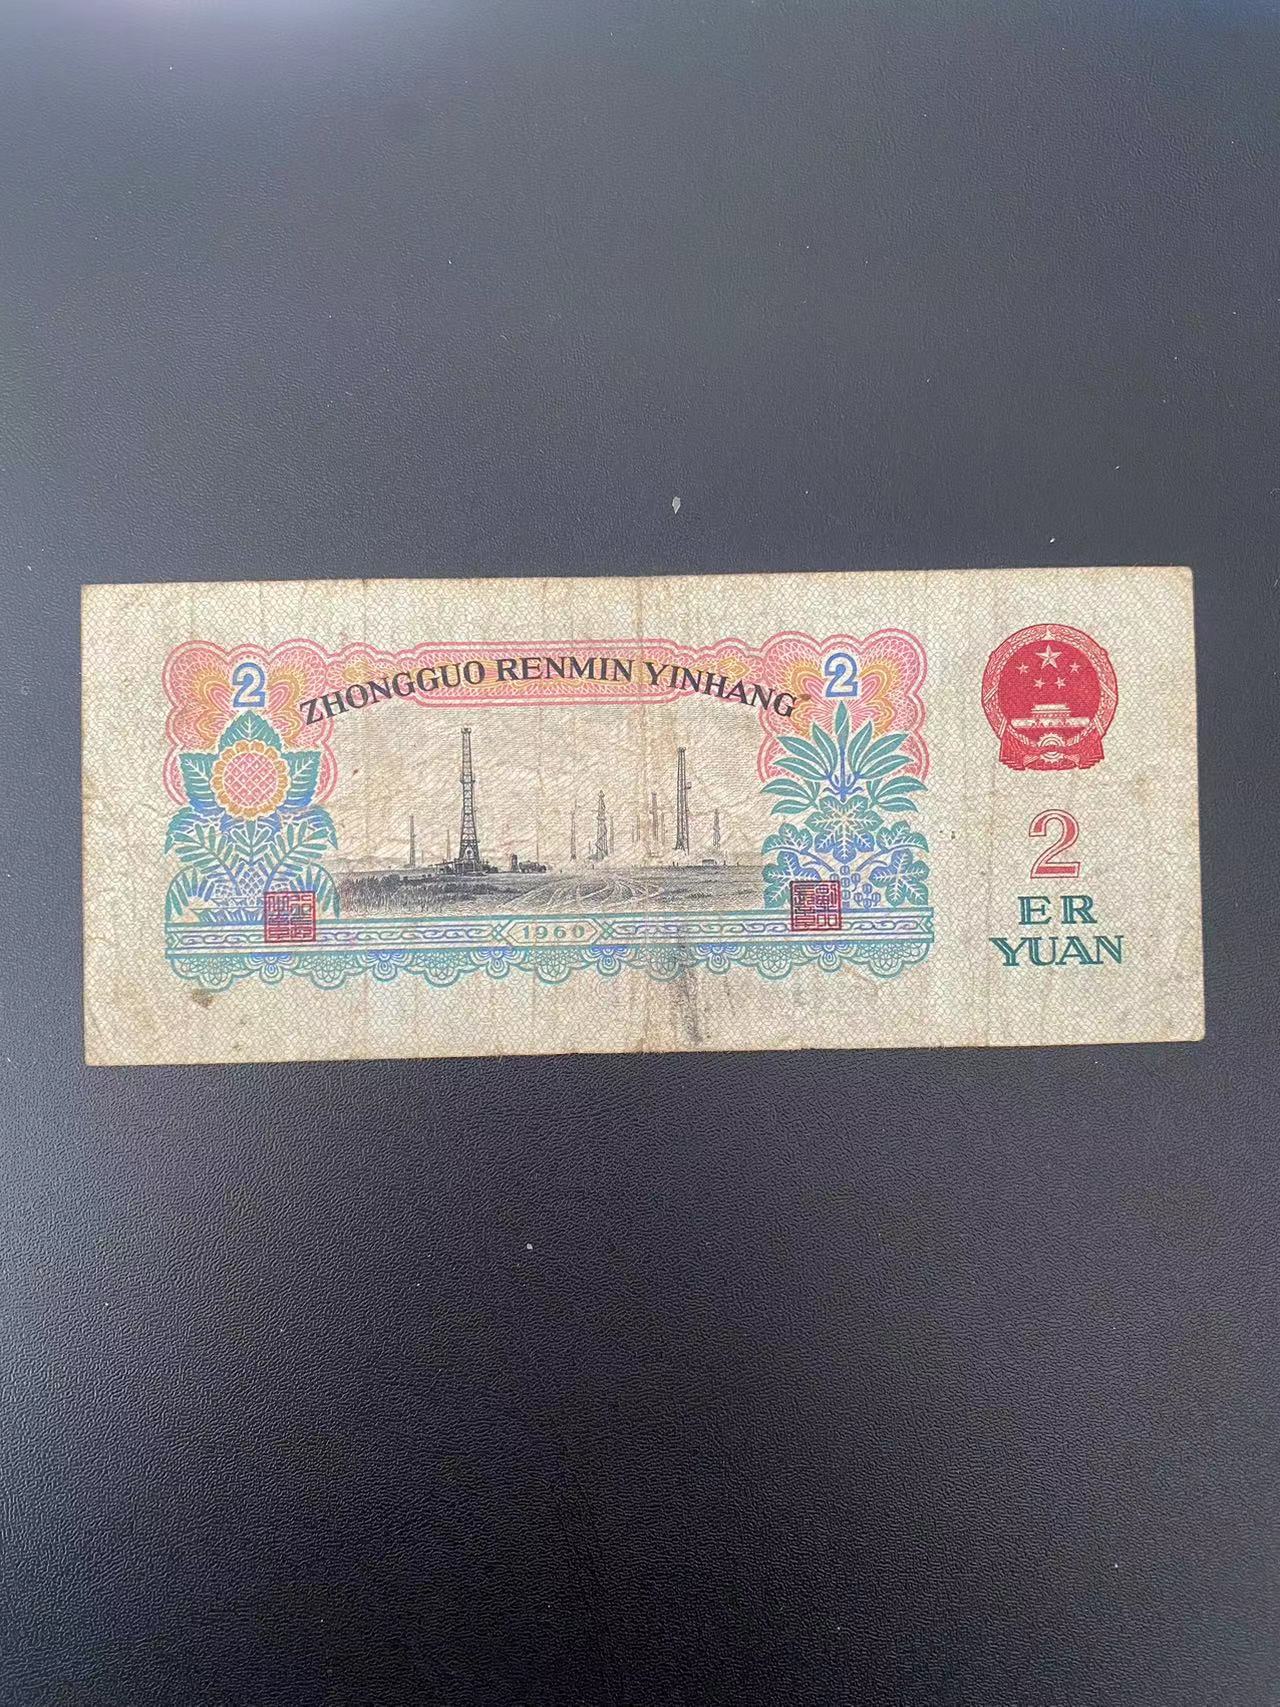 2
ZHONGGUO RENMIN YINHANG
2
2
ER
YUAN
1960